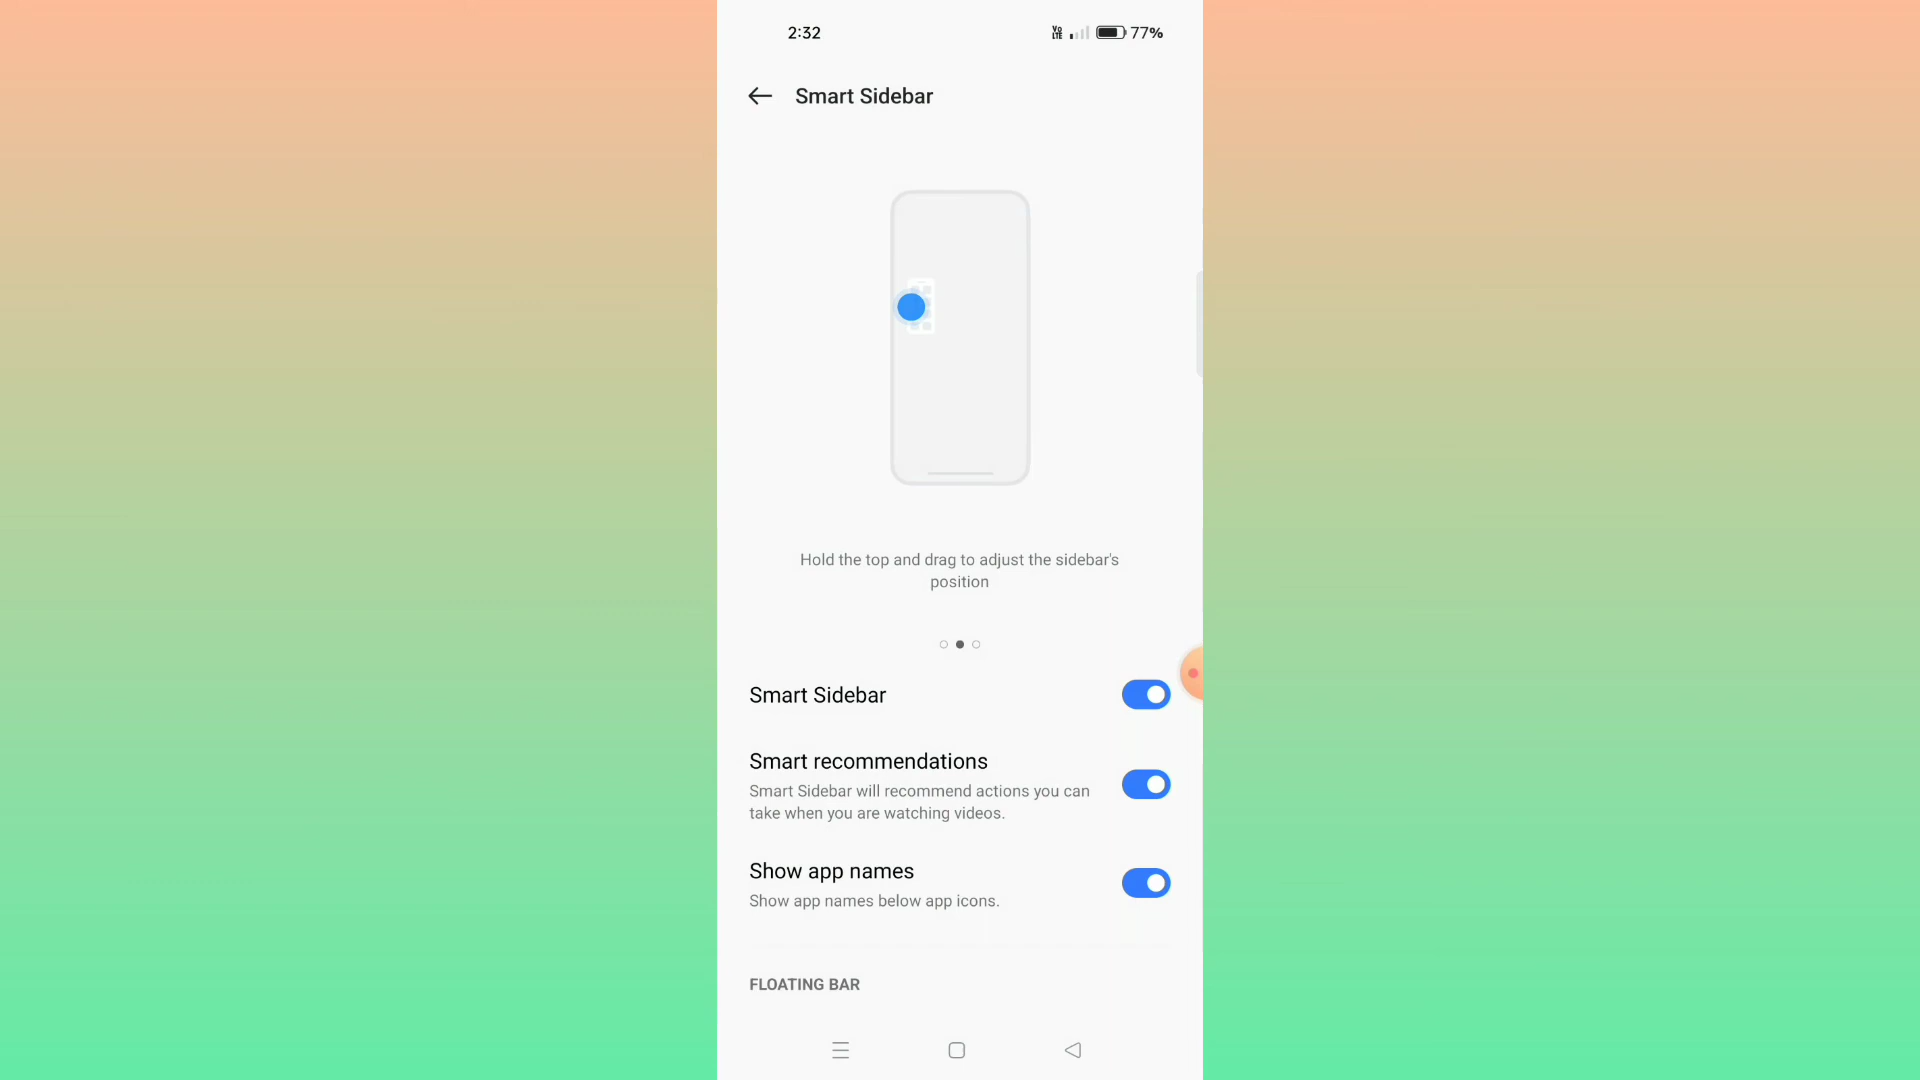 2:32
Vo LTE 77%
Smart Sidebar
Hold the top and drag to adjust the sidebar's
position
Smart Sidebar
Smart recommendations
Smart Sidebar will recommend actions you can
take when you are watching videos.
Show app names
Show app names below app icons.
FLOATING BAR